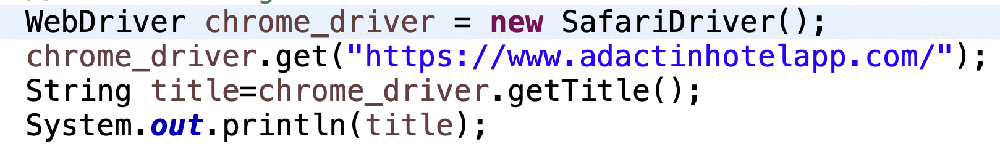 WebDriver chrome_driver = new SafariDriver();
chrome_driver.get("https://www.adactinhotelapp.com/");
String title=chrome_driver.getTitle();
System.out.println(title);